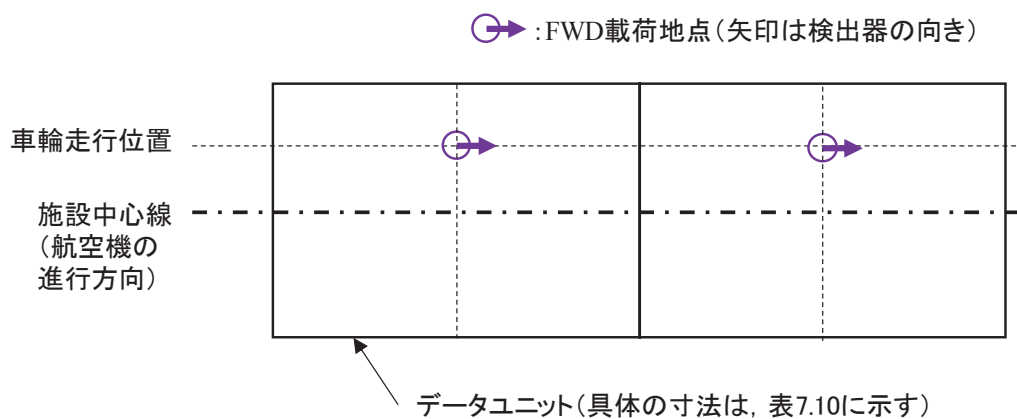 :FWD載荷地点(矢印は検出器の向き)
車輪走行位置
施設中心線
(航空機の
進行方向)
データユニット(具体の寸法は,表7.10に示す)